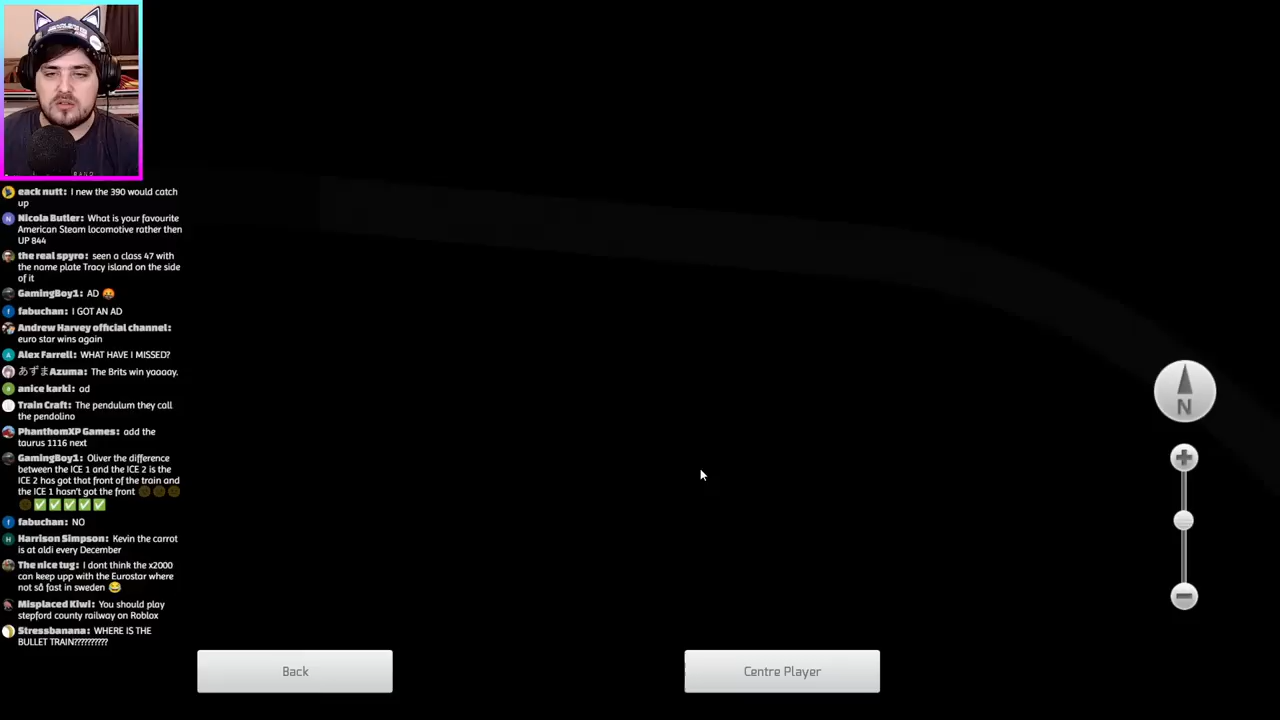 eack nutt: I new the 390 would catch
up
Nicola Butler: What is your favourite
American Steam locomotive rather then
UP 844
the real spyro: seen a class 47 with
the name plate Tracy island on the side
of it
GamingBoy1: AD 🤬
fabuchan: I GOT AN AD
Andrew Harvey official channel:
euro star wins again
Alex Farrell: WHAT HAVE I MISSED?
あずまAzuma: The Brits win yaaaay.
anice karki: ad
Train Craft: The pendulum they call
the pendolino
PhanthomXP Games: add the
taurus 1116 next
GamingBoy1: Oliver the difference
between the ICE 1 and the ICE 2 is the
ICE 2 has got that front of the train and
the ICE 1 hasn't got the front
✅✅✅✅✅
fabuchan: NO
Harrison Simpson: Kevin the carrot
is at aldi every December
The nice tug: I dont think the x2000
can keep upp with the Eurostar where
not så fast in sweden 😂
Misplaced Kiwi: You should play
stepford county railway on Roblox
Stressbanana: WHERE IS THE
BULLET TRAIN??????????
N
Back
Centre Player